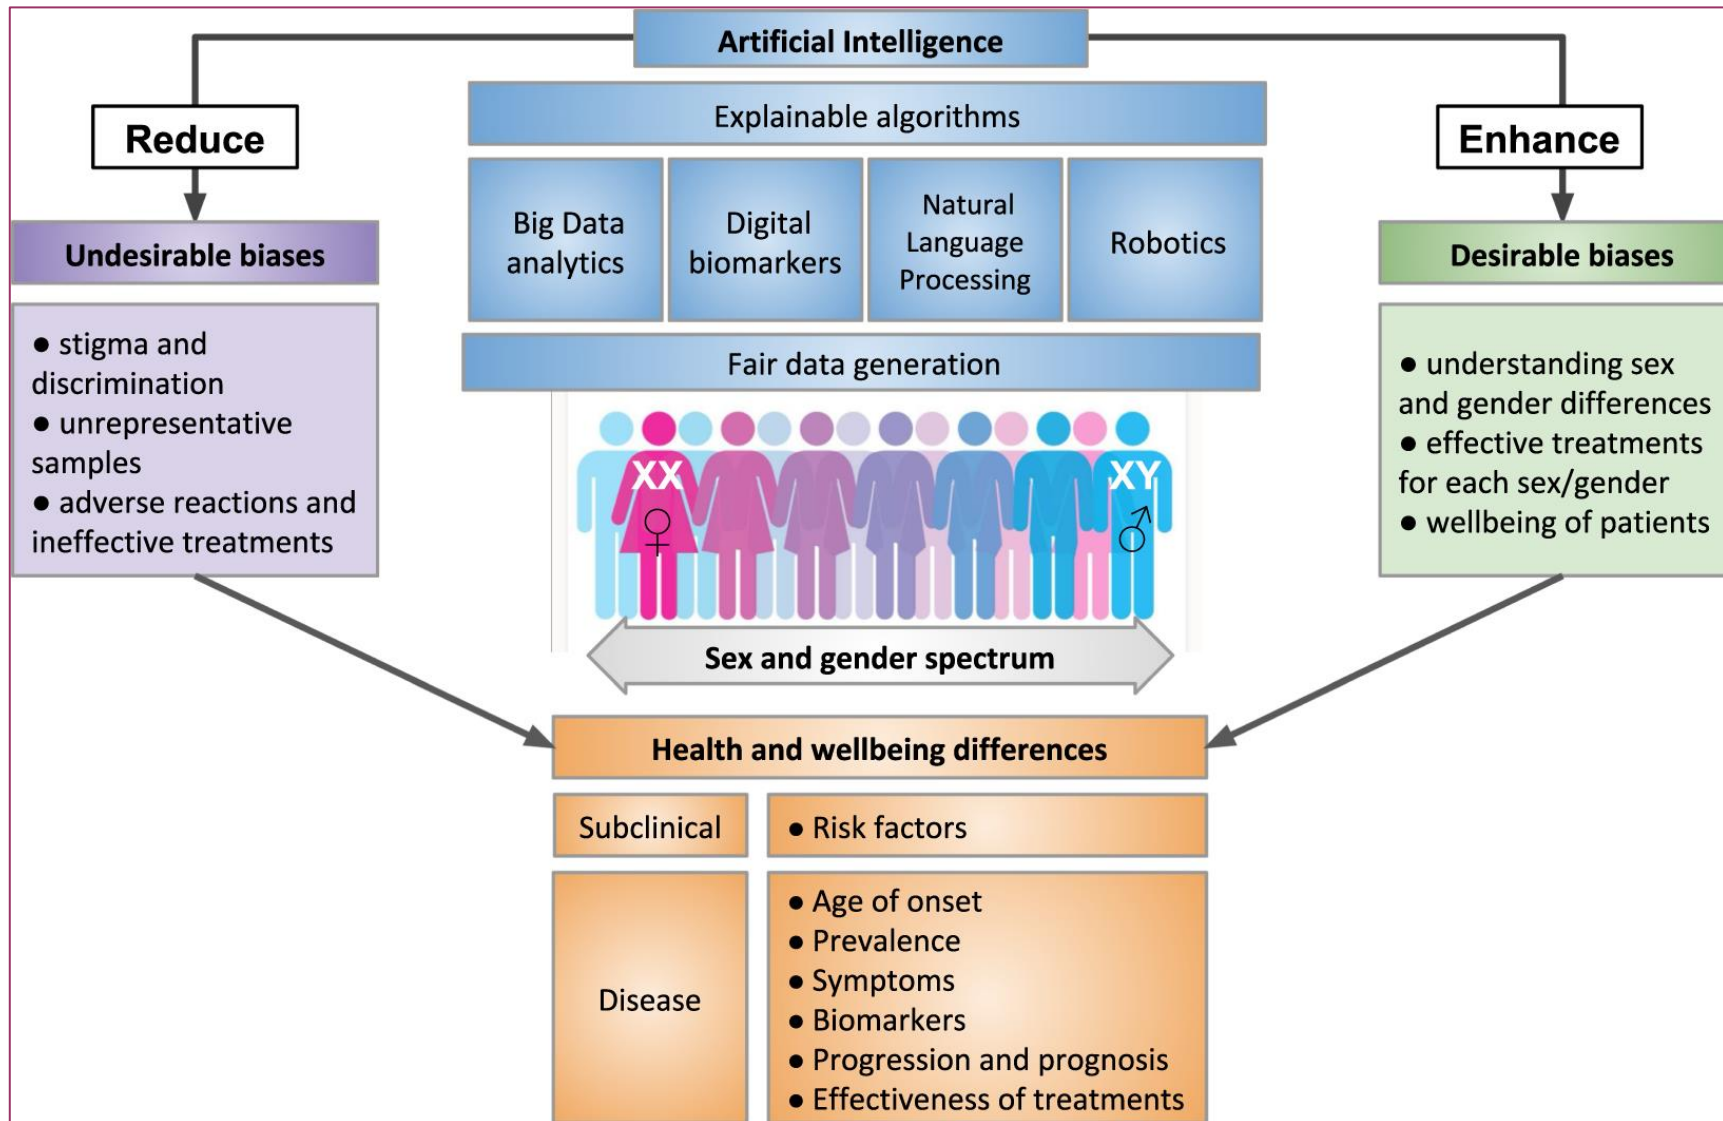 Artificial Intelligence
Reduce
Explainable algorithms
Enhance
Undesirable biases
Big Data
analytics
Digital
biomarkers
Natural
Language
Processing
Robotics
Desirable biases
● stigma and
discrimination
● unrepresentative
samples
● adverse reactions and
ineffective treatments
Fair data generation
XX
♀
XY
♂
● understanding sex
and gender differences
● effective treatments
for each sex/gender
● wellbeing of patients
Sex and gender spectrum
Health and wellbeing differences
Subclinical
● Risk factors
Disease
● Age of onset
● Prevalence
● Symptoms
● Biomarkers
● Progression and prognosis
● Effectiveness of treatments